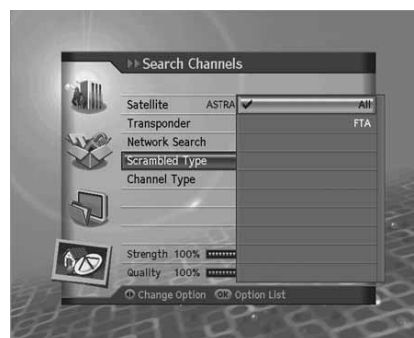 Search Channels
Satellite ASTRA
All
Transponder
FTA
Network Search
Scrambled Type
Channel Type
Strength 100%
Quality 100%
Change Option OK Option List